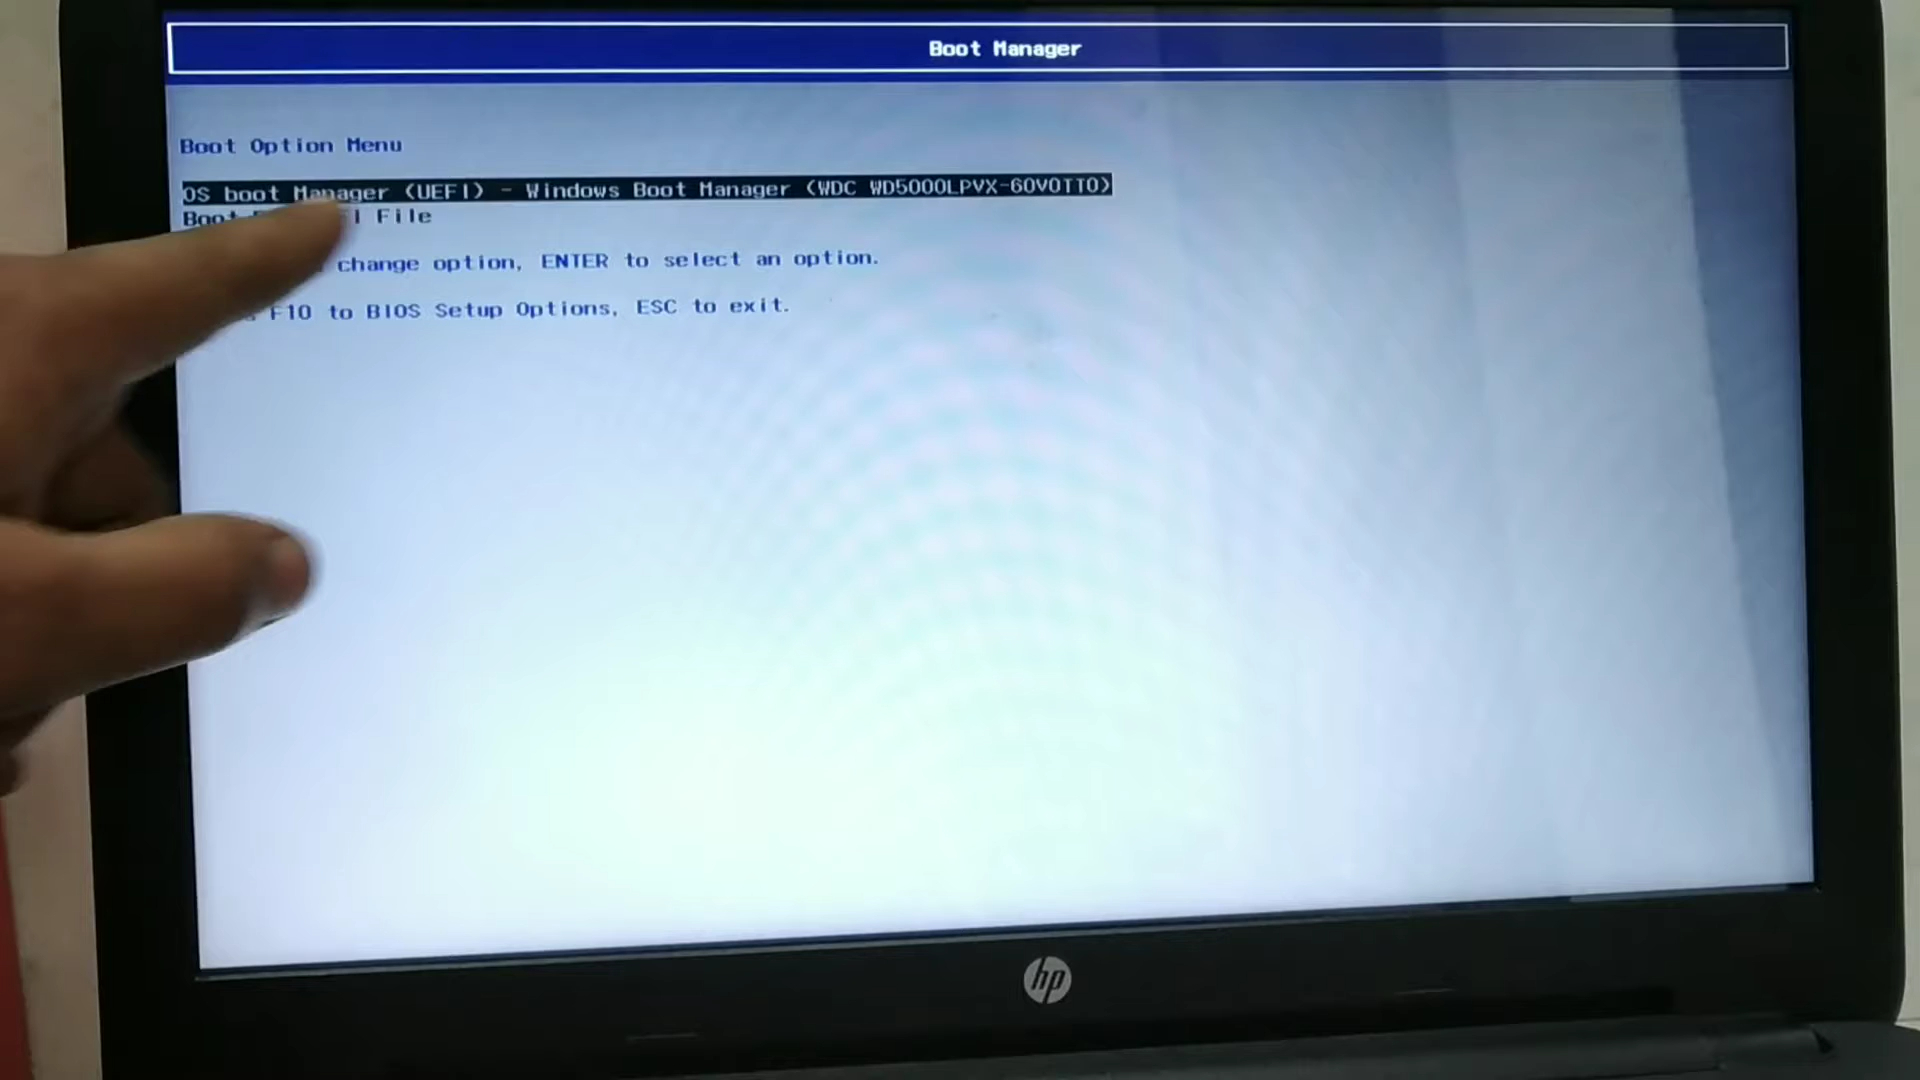 Boot Manager
Boot Option Menu
OS boot Manager (UEFI) - Windows Boot Manager (WDC WD5000LPVX-60V0TT0)
Boot File
change option, ENTER to select an option.
F10 to BIOS Setup Options, ESC to exit.
hp